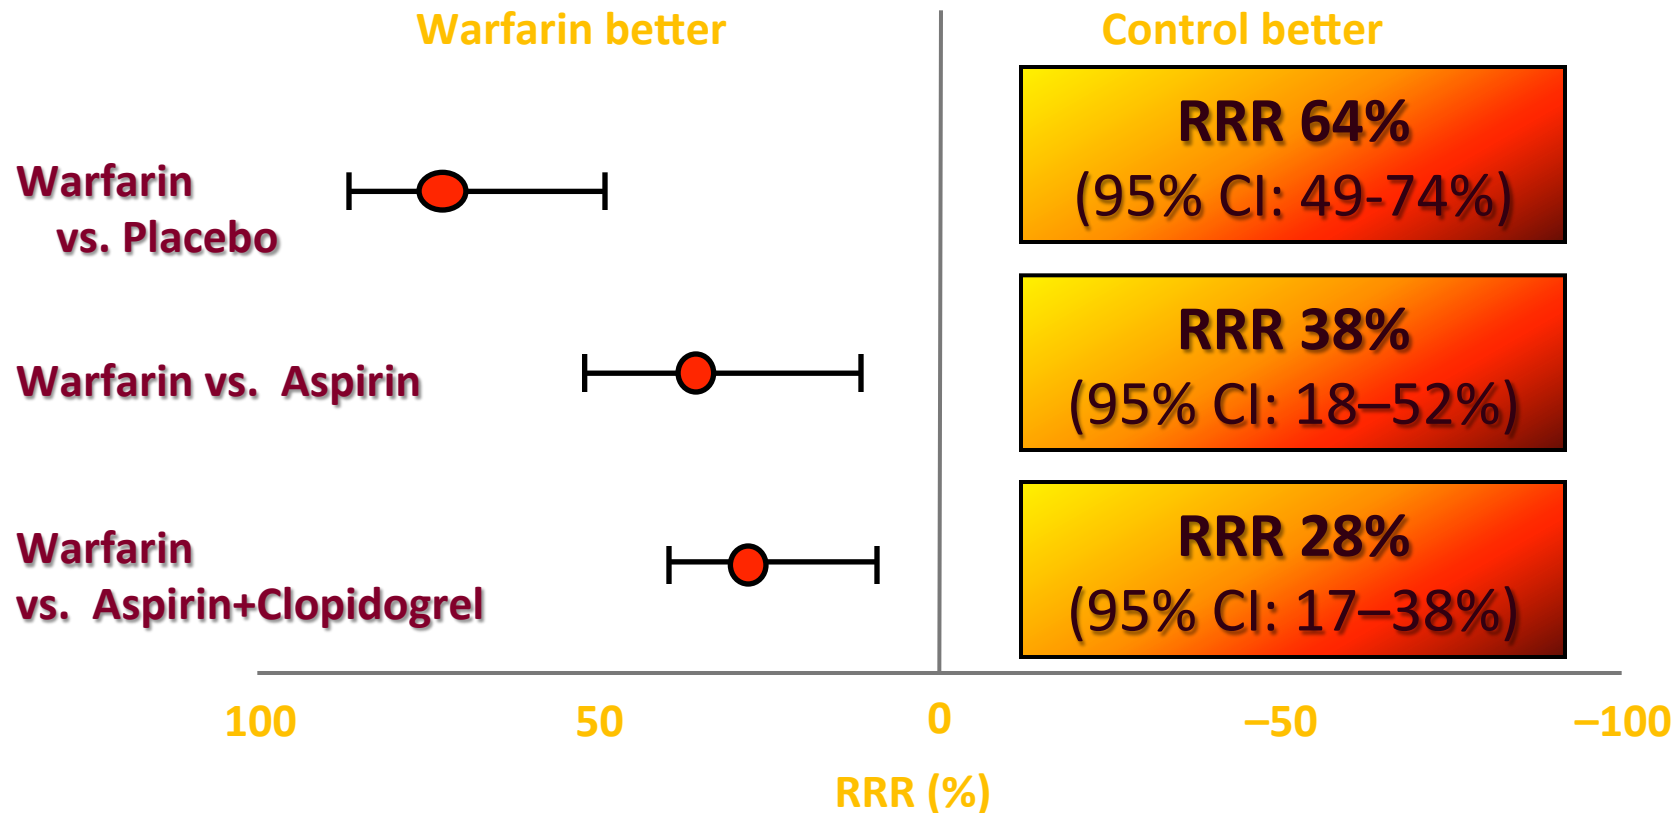 Warfarin better
Control better
Warfarin
vs. Placebo
RRR 64%
(95% CI: 49-74%)
Warfarin vs. Aspirin
RRR 38%
(95% CI: 18–52%)
Warfarin
vs. Aspirin+Clopidogrel
RRR 28%
(95% CI: 17–38%)
100 50 0 –50 –100
RRR (%)